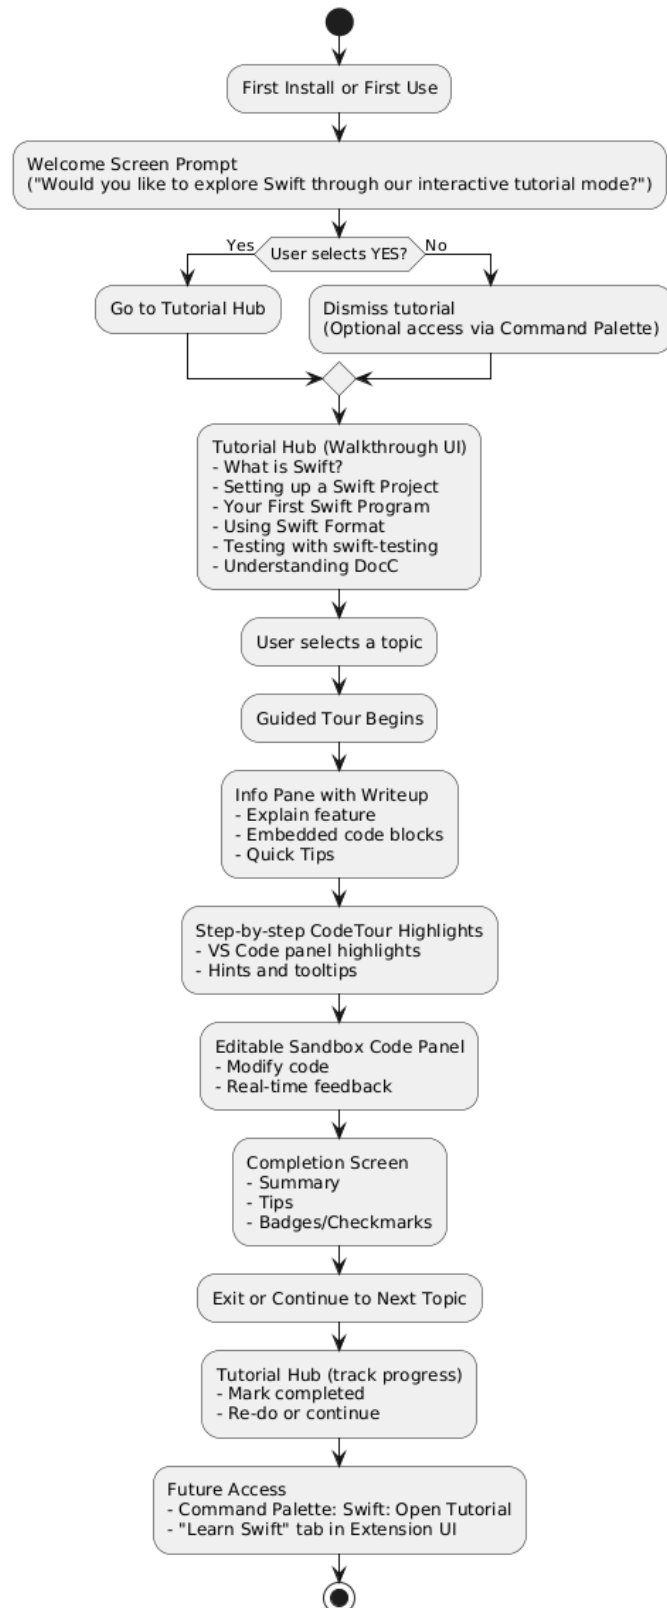 First Install or First Use
Welcome Screen Prompt
("Would you like to explore Swift through our interactive tutorial mode?")
Yes
User selects YES?
No
Go to Tutorial Hub
Dismiss tutorial
(Optional access via Command Palette)
Tutorial Hub (Walkthrough UI)
- What is Swift?
- Setting up a Swift Project
- Your First Swift Program
- Using Swift Format
- Testing with swift-testing
- Understanding DocC
User selects a topic
Guided Tour Begins
Info Pane with Writeup
- Explain feature
- Embedded code blocks
- Quick Tips
Step-by-step CodeTour Highlights
- VS Code panel highlights
- Hints and tooltips
Editable Sandbox Code Panel
- Modify code
- Real-time feedback
Completion Screen
- Summary
- Tips
- Badges/Checkmarks
Exit or Continue to Next Topic
Tutorial Hub (track progress)
- Mark completed
- Re-do or continue
Future Access
- Command Palette: Swift: Open Tutorial
- "Learn Swift" tab in Extension UI